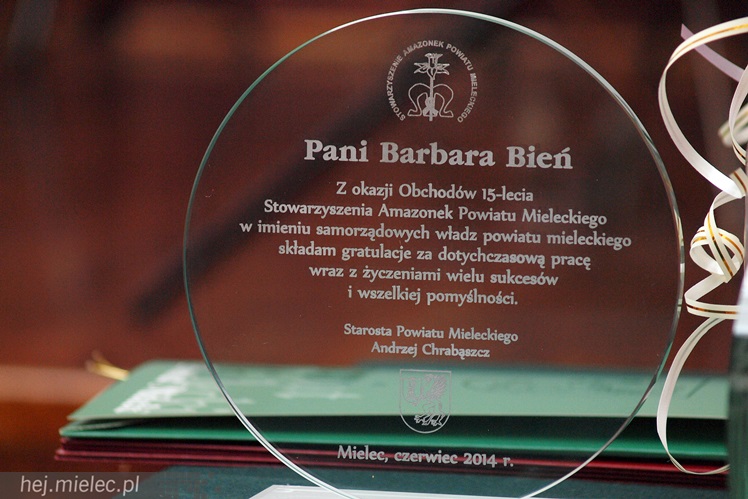 STOWARZYSZENIE AMAZONEK POWIATU MIELECKIEGO
Pani Barbara Bień
Z okazji Obchodów 15-lecia
Stowarzyszenia Amazonek Powiatu Mieleckiego
w imieniu samorządowych władz powiatu mieleckiego
składam gratulacje za dotychczasową pracę
wraz z życzeniami wielu sukcesów
i wszelkiej pomyślności.
Starosta Powiatu Mieleckiego
Andrzej Chrabąszcz
Mielec, czerwiec 2014 r.
hej.mielec.pl